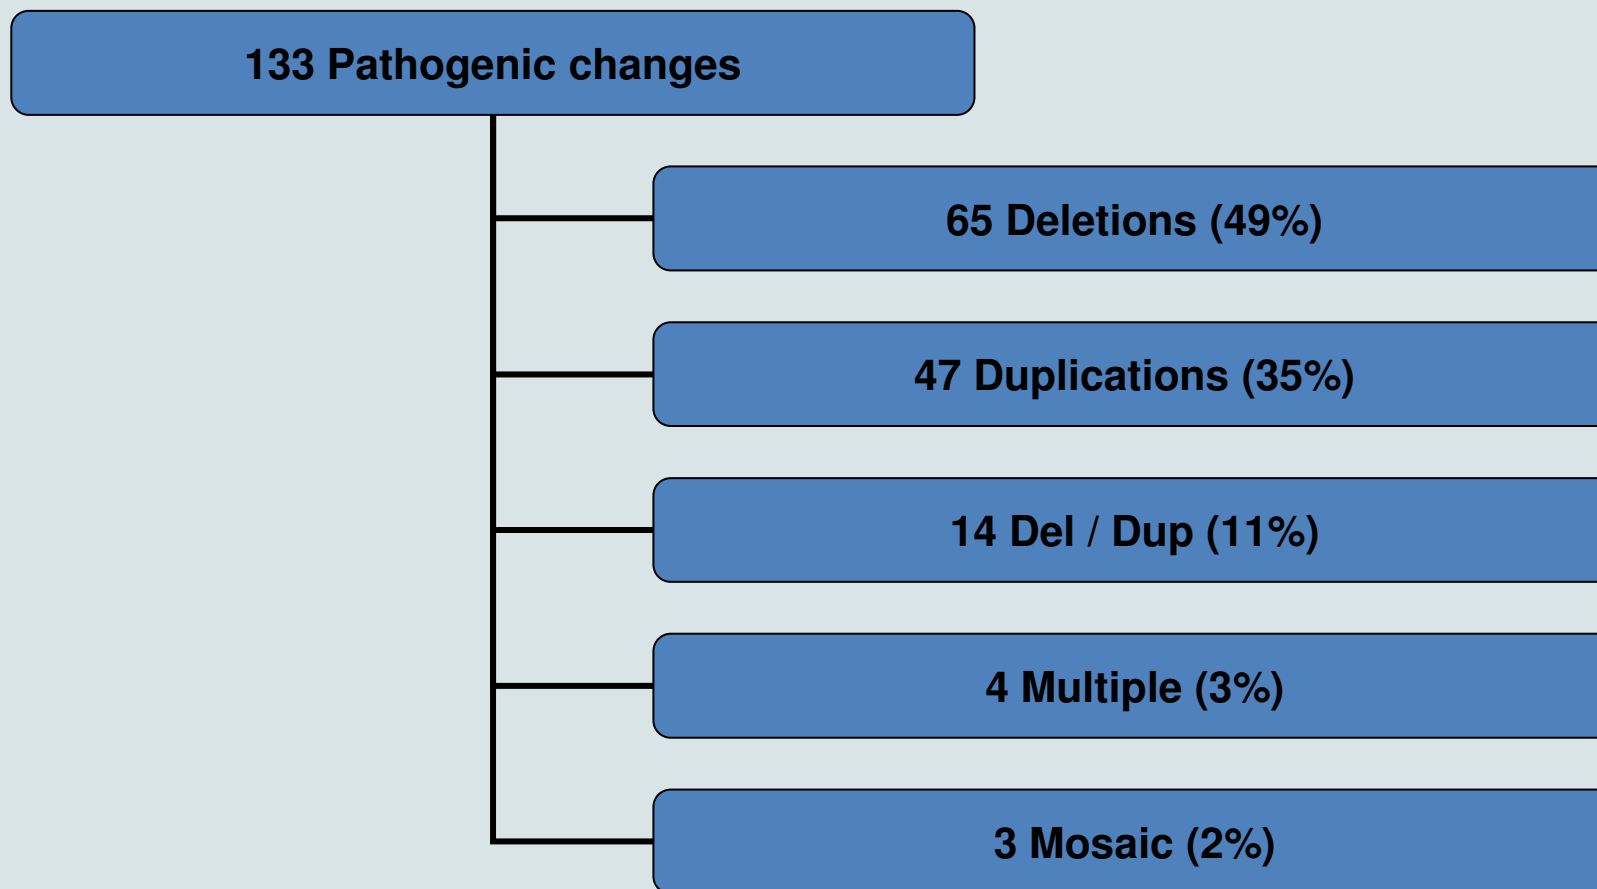 133 Pathogenic changes
65 Deletions (49%)
47 Duplications (35%)
14 Del / Dup (11%)
4 Multiple (3%)
3 Mosaic (2%)